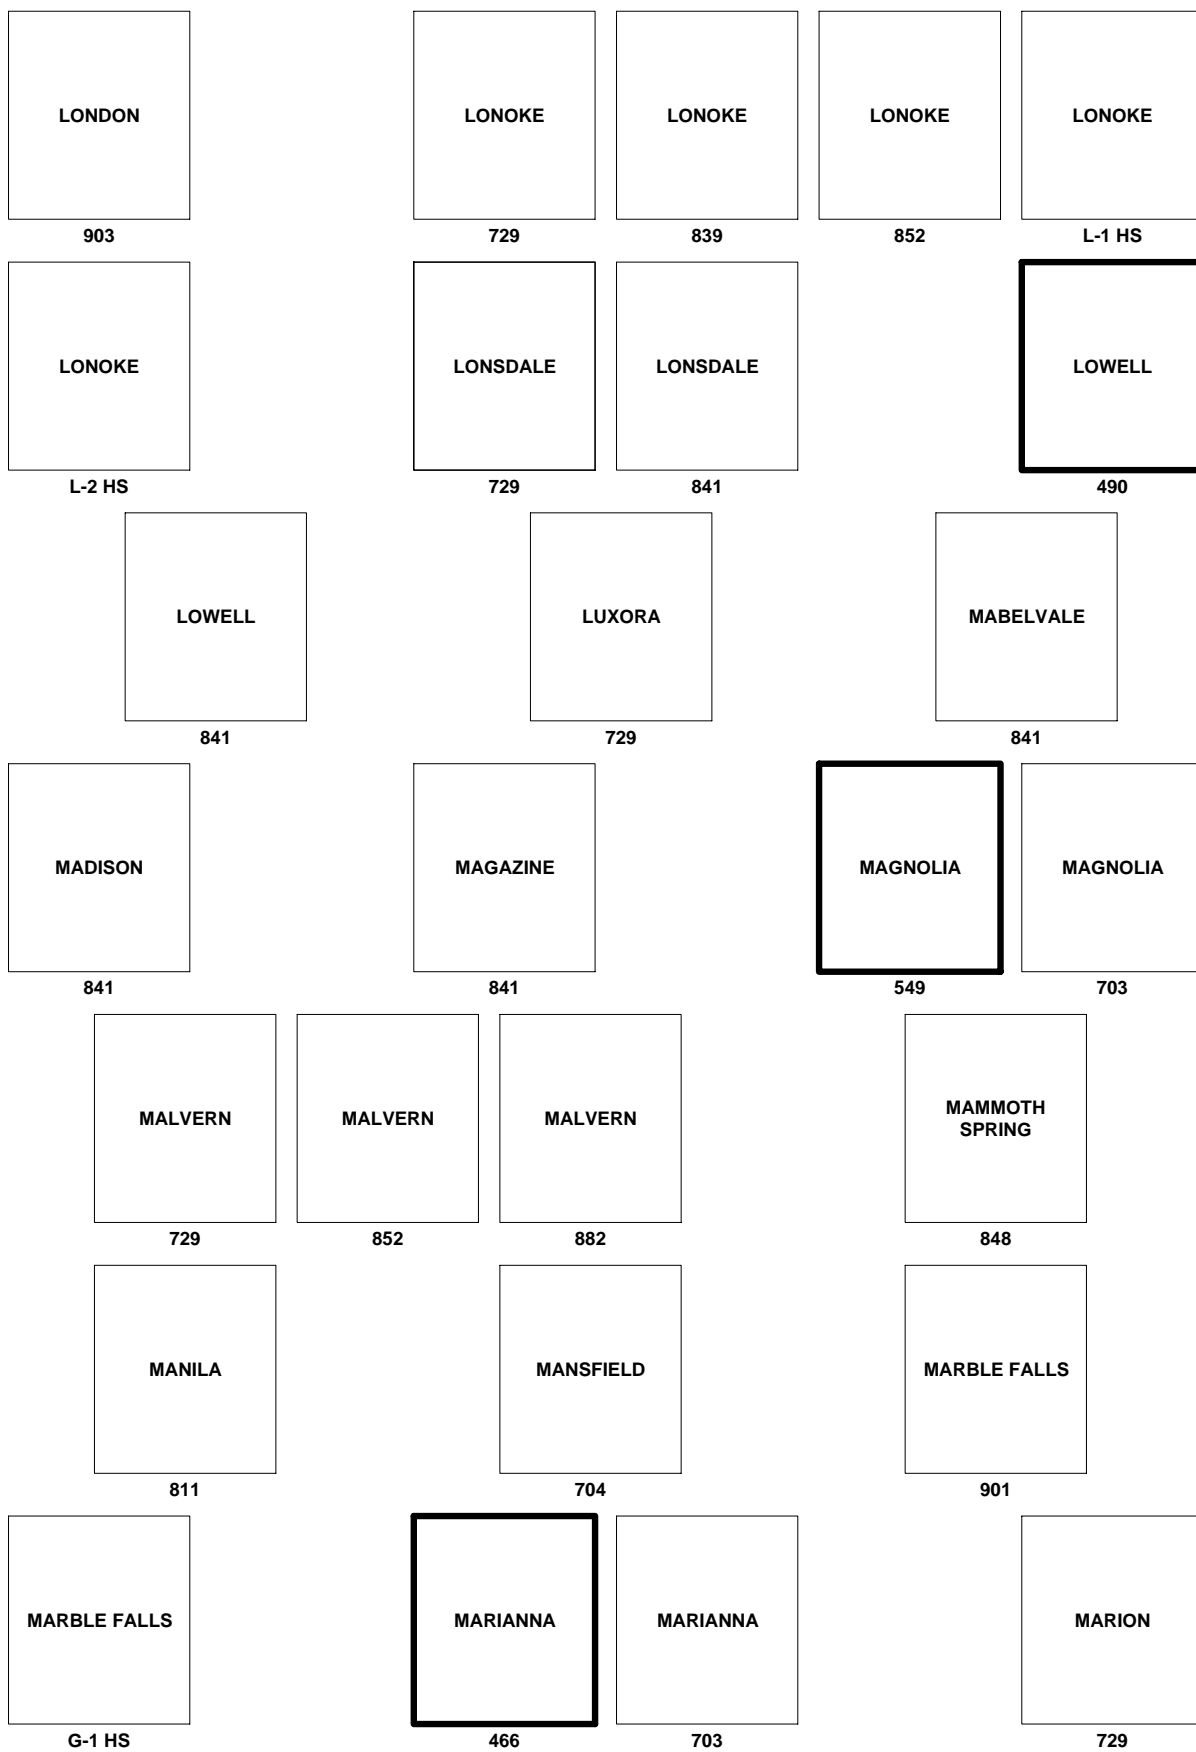 LONDON LONOKE LONOKE LONOKE LONOKE
903 729 839 852 L-1 HS
LONOKE LONSDALE LONSDALE LOWELL
L-2 HS 729 841 490
LOWELL LUXORA MABELVALE
841 729 841
MADISON MAGAZINE MAGNOLIA MAGNOLIA
841 841 549 703
MALVERN MALVERN MALVERN MAMMOTH
SPRING
729 852 882 848
MANILA MANSFIELD MARBLE FALLS
811 704 901
MARBLE FALLS MARIANNA MARIANNA MARION
G-1 HS 466 703 729